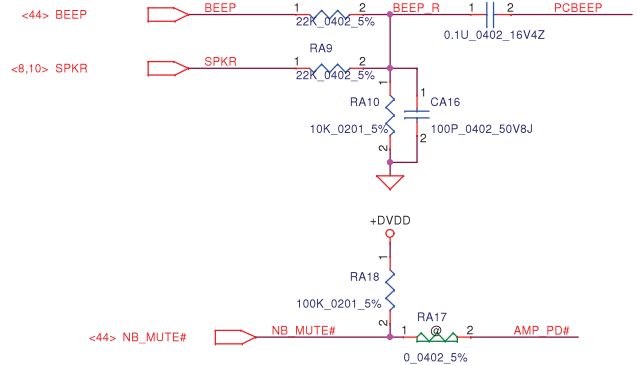 <44> BEEP BEEP 1 2 BEEP_R 1 2 PCBEEP
22K_0402_5% 0.1U_0402_16V4Z
RA9
<8,10> SPKR SPKR 1 2
22K_0402_5%
1 1
RA10 CA16
10K_0201_5% 100P_0402_50V8J
2 2
+DVDD
1
RA18
100K_0201_5%
2
RA17
<44> NB_MUTE# NB_MUTE# 1 @ 2 AMP_PD#
0_0402_5%